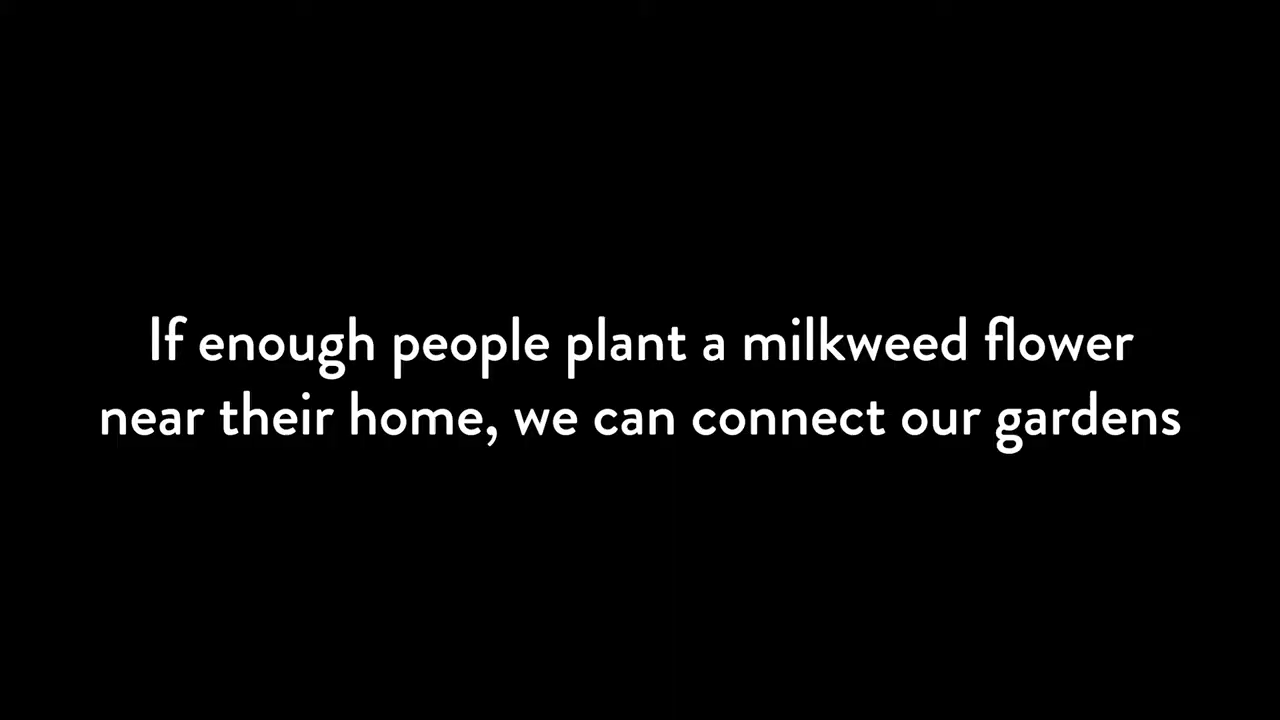 If enough people plant a milkweed flower
near their home, we can connect our gardens